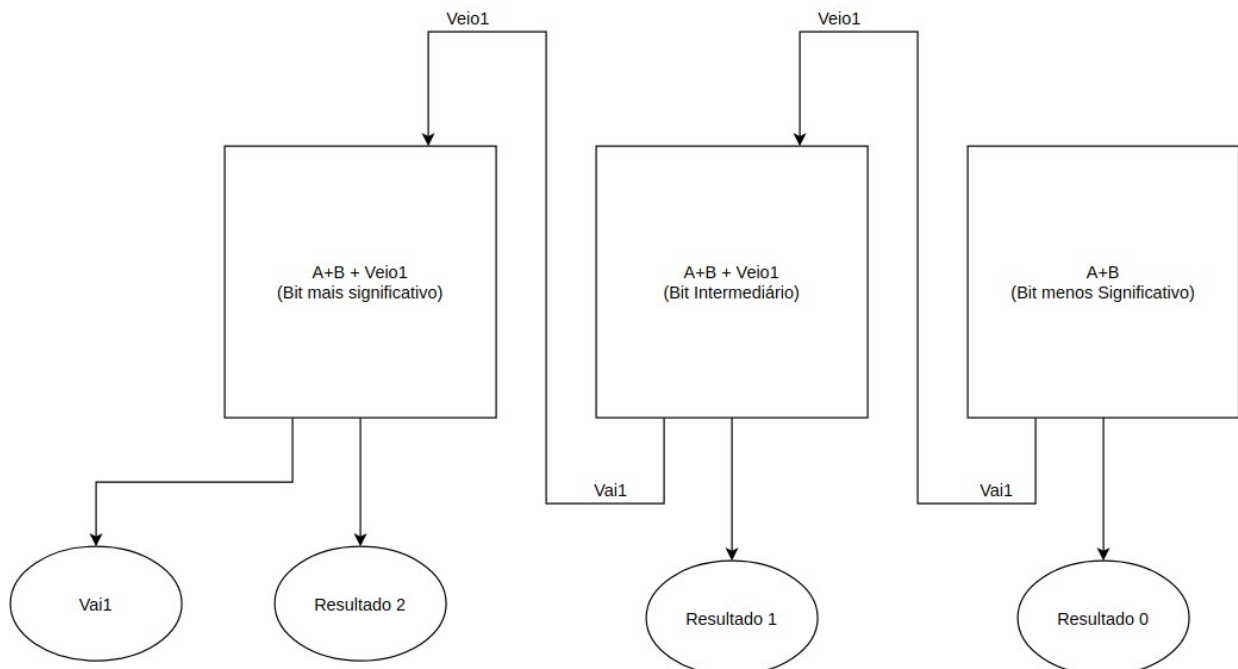 Veio1
Veio1
A+B + Veio1
(Bit mais significativo)
A+B + Veio1
(Bit Intermediário)
A+B
(Bit menos Significativo)
Vai1
Vai1
Vai1
Resultado 2
Resultado 1
Resultado 0